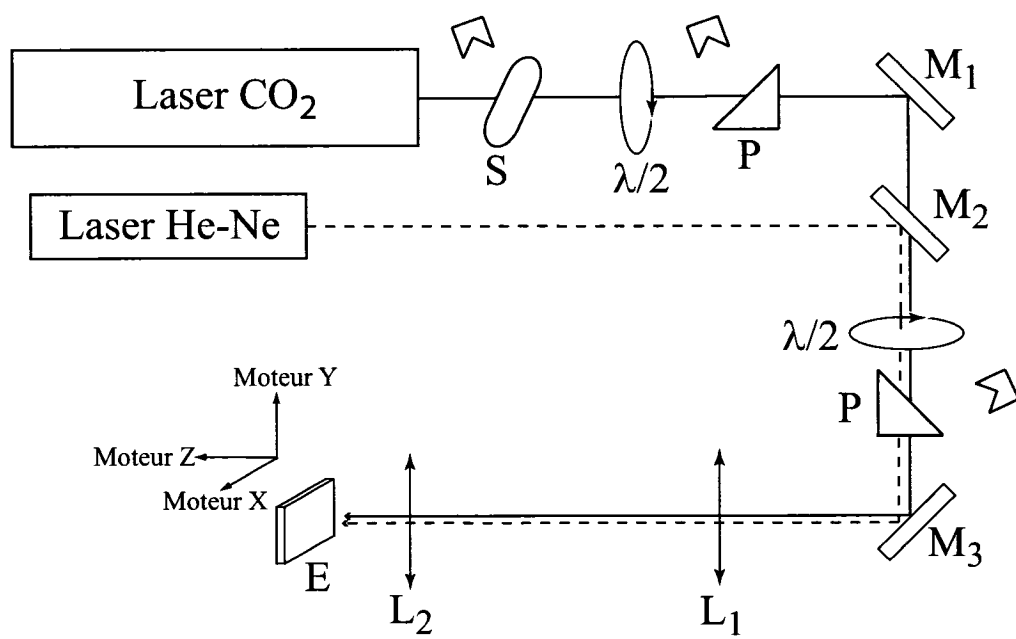 Laser CO₂
S
λ/2
P
M₁
Laser He-Ne
M₂
λ/2
P
Moteur Y
Moteur Z
Moteur X
E
L₂
L₁
M₃